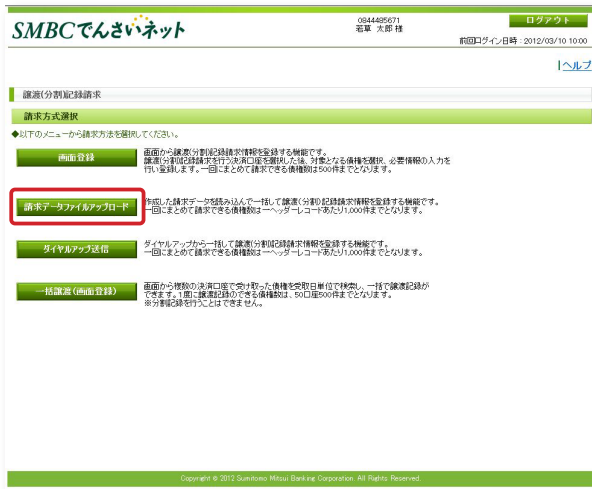 SMBCでんさいネット
0844485671
若草 太郎 様
ログアウト
前回ログイン日時：2012/03/10 10:00
ヘルプ
譲渡(分割)記録請求
請求方式選択
◆以下のメニューから請求方法を選択してください。
画面登録
画面から譲渡(分割)記録請求情報を登録する機能です。
譲渡(分割)記録請求を行う決済口座を選択した後、対象となる債権を選択、必要情報の入力を
行い登録します。一回にまとめて請求できる債権数は500件までとなります。
請求データファイルアップロード
作成した請求データを読み込んで一括して譲渡(分割)記録請求情報を登録する機能です。
一回にまとめて請求できる債権数は一ヘッダーレコードあたり1,000件までとなります。
ダイヤルアップ送信
ダイヤルアップから一括して譲渡(分割)記録請求情報を登録する機能です。
一回にまとめて請求できる債権数は一ヘッダーレコードあたり1,000件までとなります。
一括譲渡(画面登録)
画面から複数の決済口座で受け取った債権を受取日単位で検索し、一括で譲渡記録が
できます。1度に譲渡記録のできる債権数は、50口座500件までとなります。
※分割記録を行うことはできません。
Copyright © 2012 Sumitomo Mitsui Banking Corporation. All Rights Reserved.